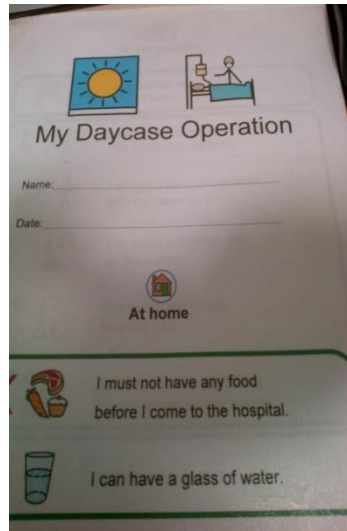 My Daycase Operation
Name:
Date:
At home
I must not have any food
before I come to the hospital.
I can have a glass of water.